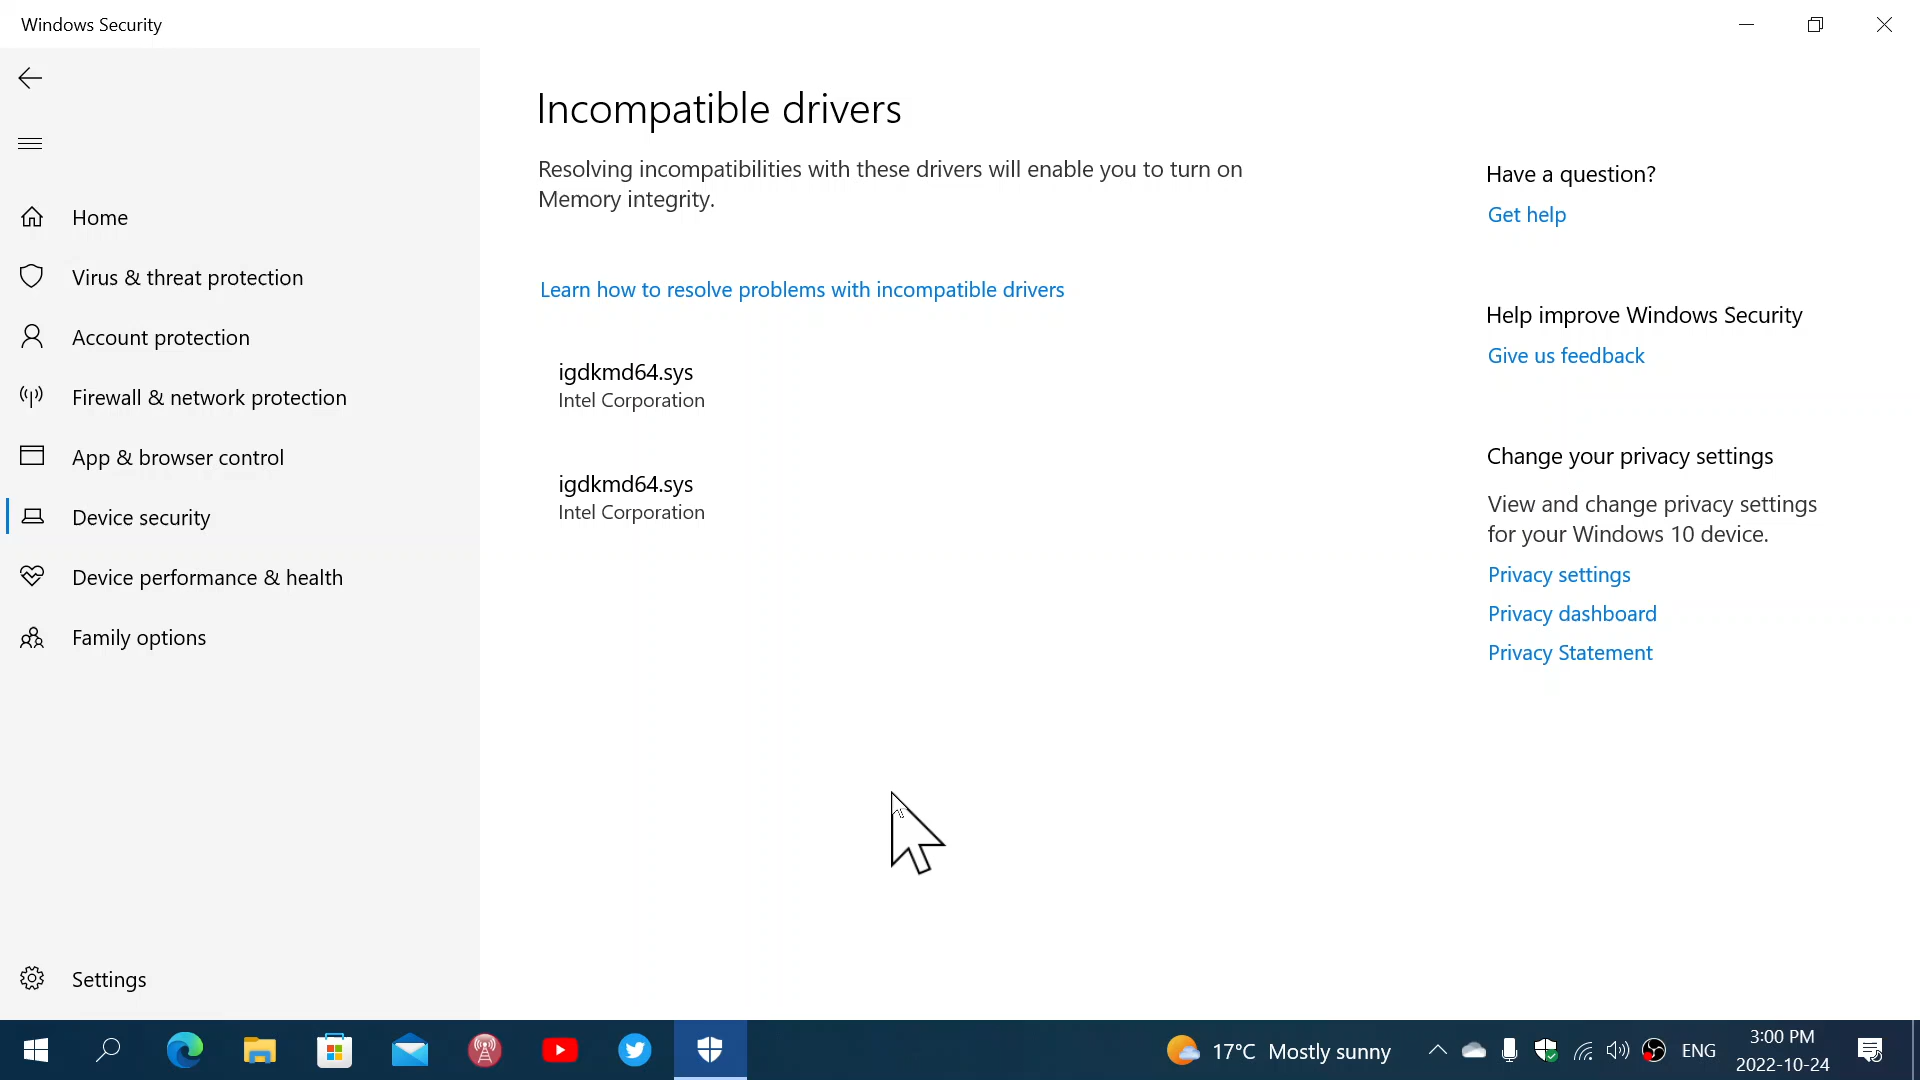 Windows Security
Home
Virus & threat protection
Account protection
Firewall & network protection
App & browser control
Device security
Device performance & health
Family options
Settings
Incompatible drivers
Resolving incompatibilities with these drivers will enable you to turn on
Memory integrity.
Learn how to resolve problems with incompatible drivers
igdkmd64.sys
Intel Corporation
igdkmd64.sys
Intel Corporation
Have a question?
Get help
Help improve Windows Security
Give us feedback
Change your privacy settings
View and change privacy settings
for your Windows 10 device.
Privacy settings
Privacy dashboard
Privacy Statement
17°C Mostly sunny
ENG
3:00 PM
2022-10-24